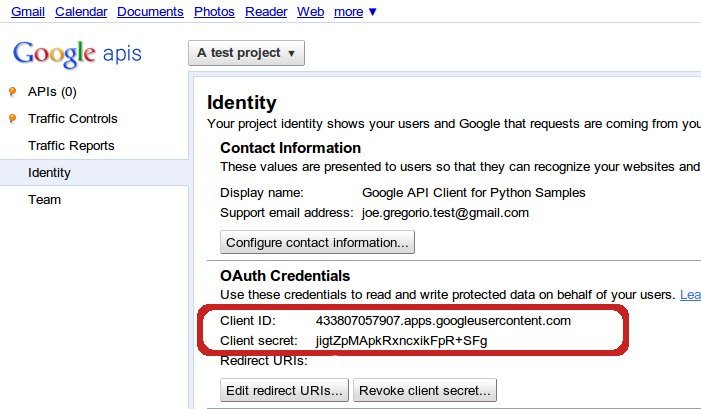 Gmail Calendar Documents Photos Reader Web more ▼
Google apis
A test project ▼
APIs (0)
Traffic Controls
Traffic Reports
Identity
Team
Identity
Your project identity shows your users and Google that requests are coming from you
Contact Information
These values are presented to users so that they can recognize your websites and
Display name: Google API Client for Python Samples
Support email address: joe.gregorio.test@gmail.com
Configure contact information...
OAuth Credentials
Use these credentials to read and write protected data on behalf of your users. Lea
Client ID: 433807057907.apps.googleusercontent.com
Client secret: jigtZpMApkRxncxikFpR+SFg
Redirect URIs:
Edit redirect URIs... Revoke client secret...